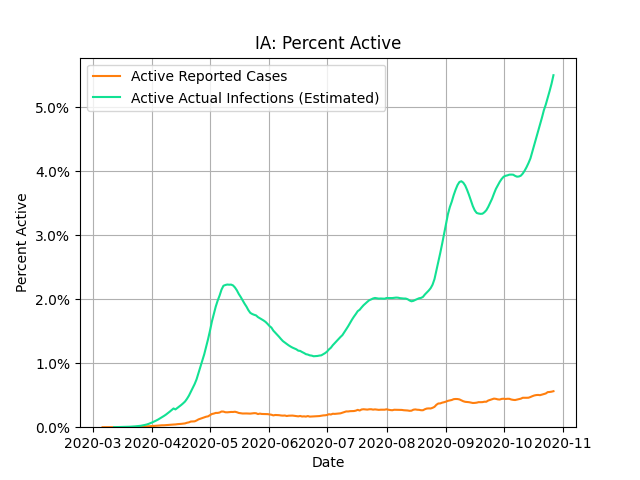 IA: Percent Active
Active Reported Cases
Active Actual Infections (Estimated)
Percent Active
5.0%
4.0%
3.0%
2.0%
1.0%
0.0%
2020-03 2020-04 2020-05 2020-06 2020-07 2020-08 2020-09 2020-10 2020-11
Date